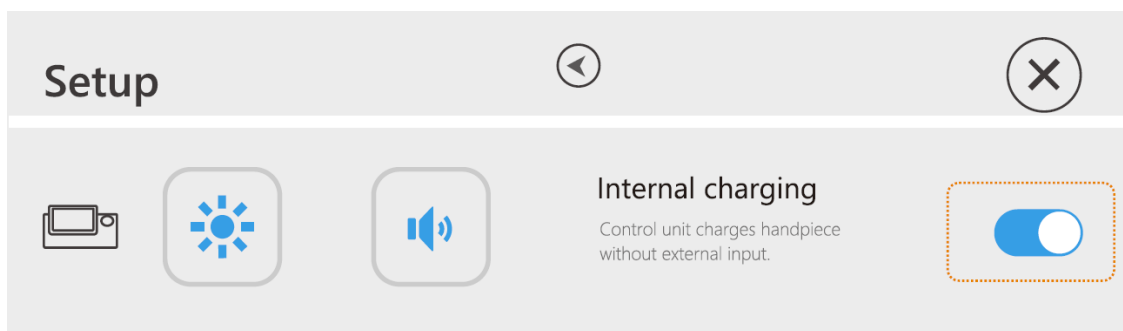 Setup
Internal charging
Control unit charges handpiece
without external input.